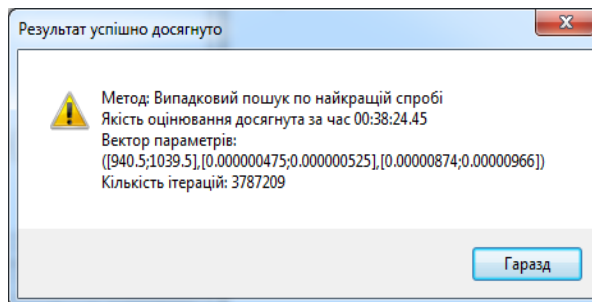 Результат успішно досягнуто
Метод: Випадковий пошук по найкращій спробі
Якість оцінювання досягнута за час 00:38:24.45
Вектор параметрів:
([940.5;1039.5],[0.000000475;0.000000525],[0.00000874;0.00000966])
Кількість ітерацій: 3787209
Гаразд